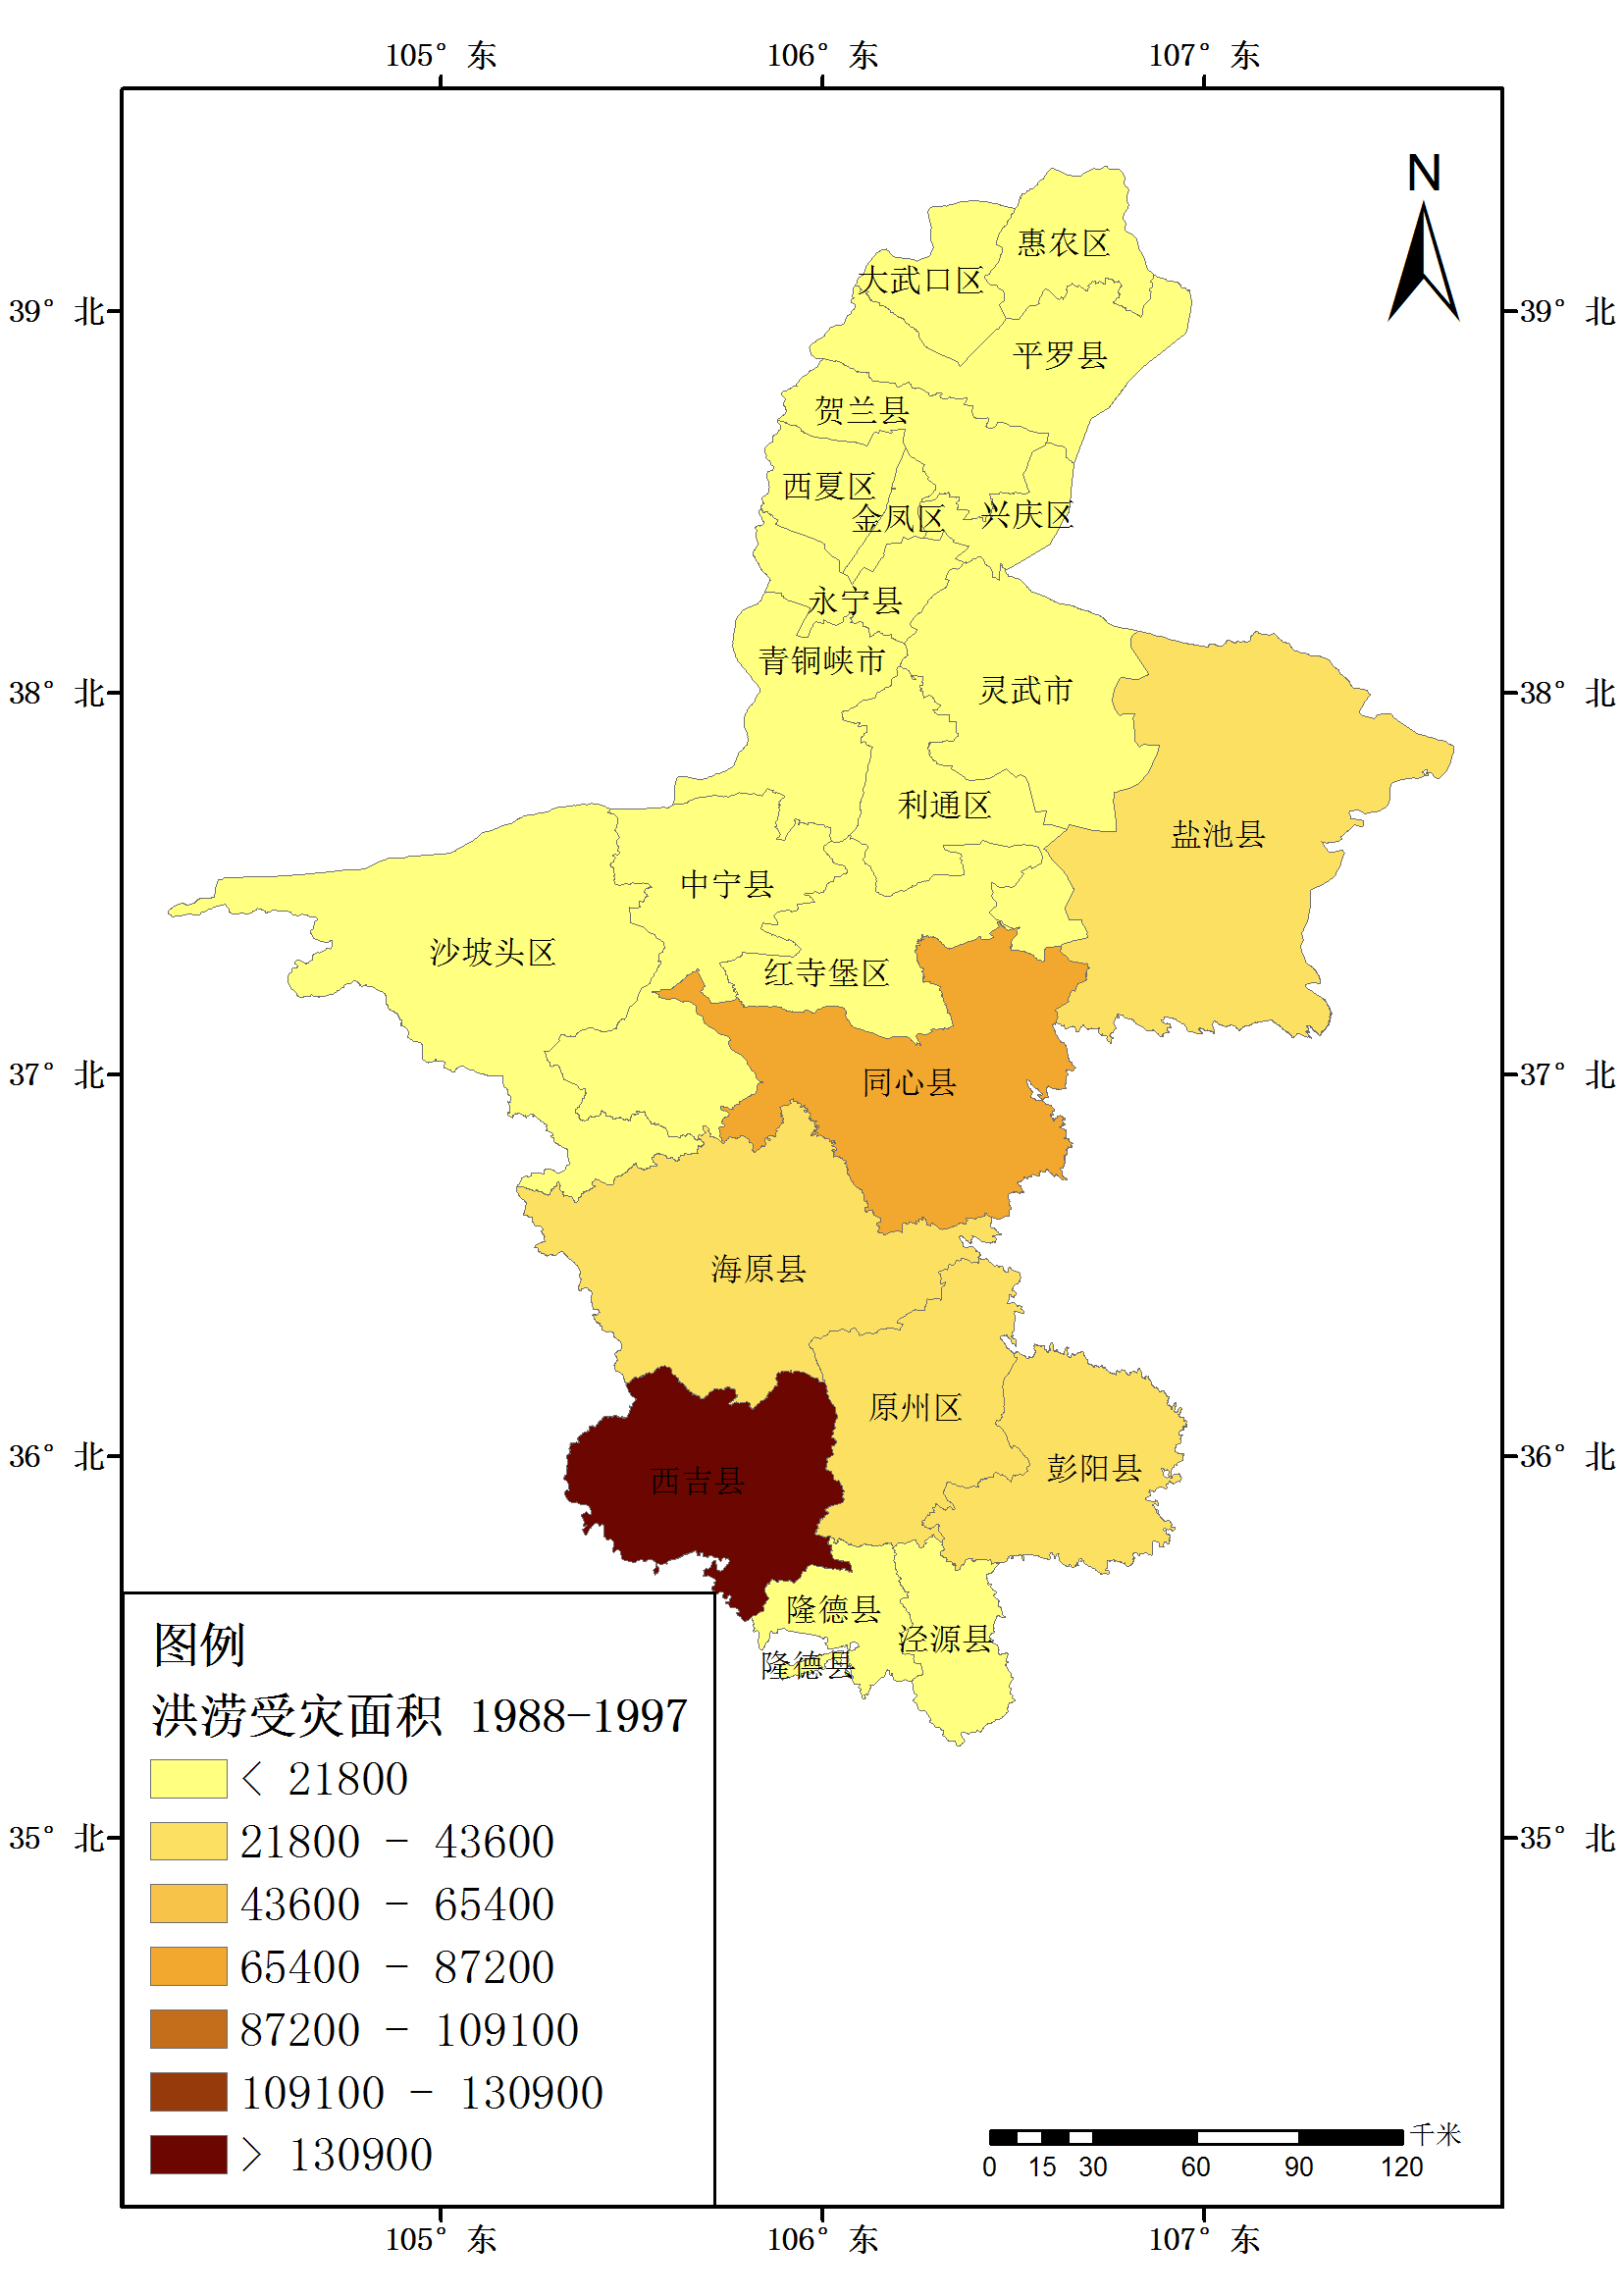 105° 东
106° 东
107° 东
N
惠农区
大武口区
39° 北
39° 北
平罗县
贺兰县
西夏区
金凤区
兴庆区
永宁县
青铜峡市
灵武市
38° 北
38° 北
利通区
盐池县
中宁县
沙坡头区
红寺堡区
37° 北
37° 北
同心县
海原县
原州区
36° 北
36° 北
彭阳县
西吉县
隆德县
泾源县
隆德县
图例
洪涝受灾面积 1988-1997
< 21800
21800 - 43600
35° 北
35° 北
43600 - 65400
65400 - 87200
87200 - 109100
109100 - 130900
> 130900
千米
0 15 30 60 90 120
105° 东
106° 东
107° 东